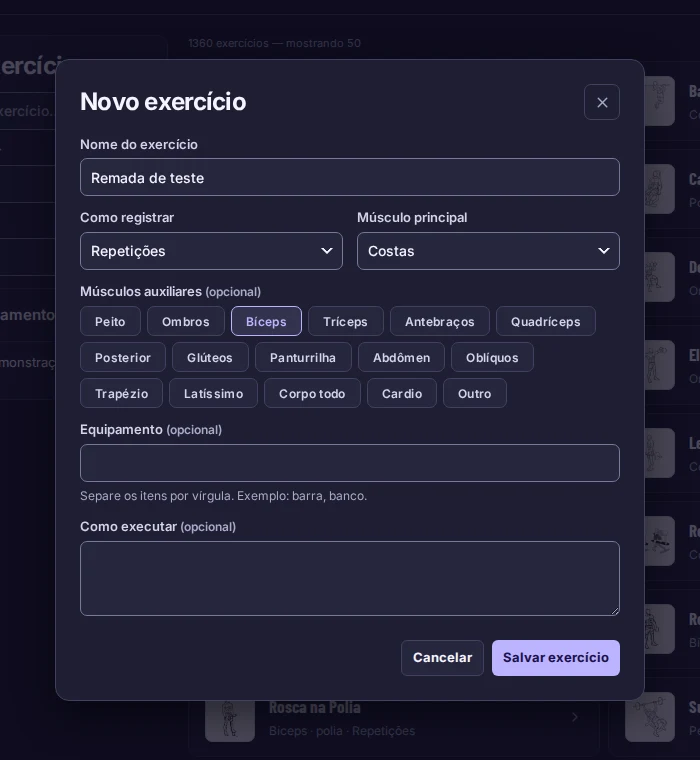 1360 exercícios — mostrando 50
Novo exercício
Nome do exercício
Remada de teste
Como registrar
Músculo principal
Repetições
Costas
Músculos auxiliares (opcional)
Peito Ombros Bíceps Tríceps Antebraços Quadríceps
Posterior Glúteos Panturrilha Abdômen Oblíquos
Trapézio Latíssimo Corpo todo Cardio Outro
Equipamento (opcional)
Separe os itens por vírgula. Exemplo: barra, banco.
Como executar (opcional)
Cancelar Salvar exercício
Rosca na Polia
Bíceps · polia · Repetições